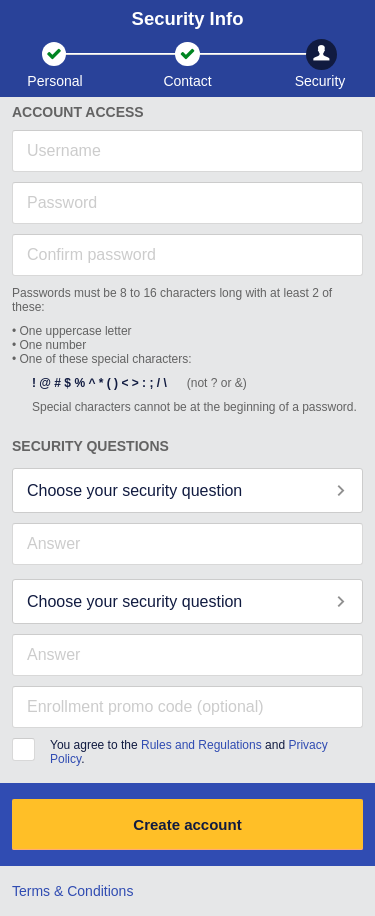 Security Info
Personal Contact Security
ACCOUNT ACCESS
Username
Password
Confirm password
Passwords must be 8 to 16 characters long with at least 2 of
these:
• One uppercase letter
• One number
• One of these special characters:
! @ # $ % ^ * ( ) < > : ; / \ (not ? or &)
Special characters cannot be at the beginning of a password.
SECURITY QUESTIONS
Choose your security question
Answer
Choose your security question
Answer
Enrollment promo code (optional)
You agree to the Rules and Regulations and Privacy
Policy.
Create account
Terms & Conditions